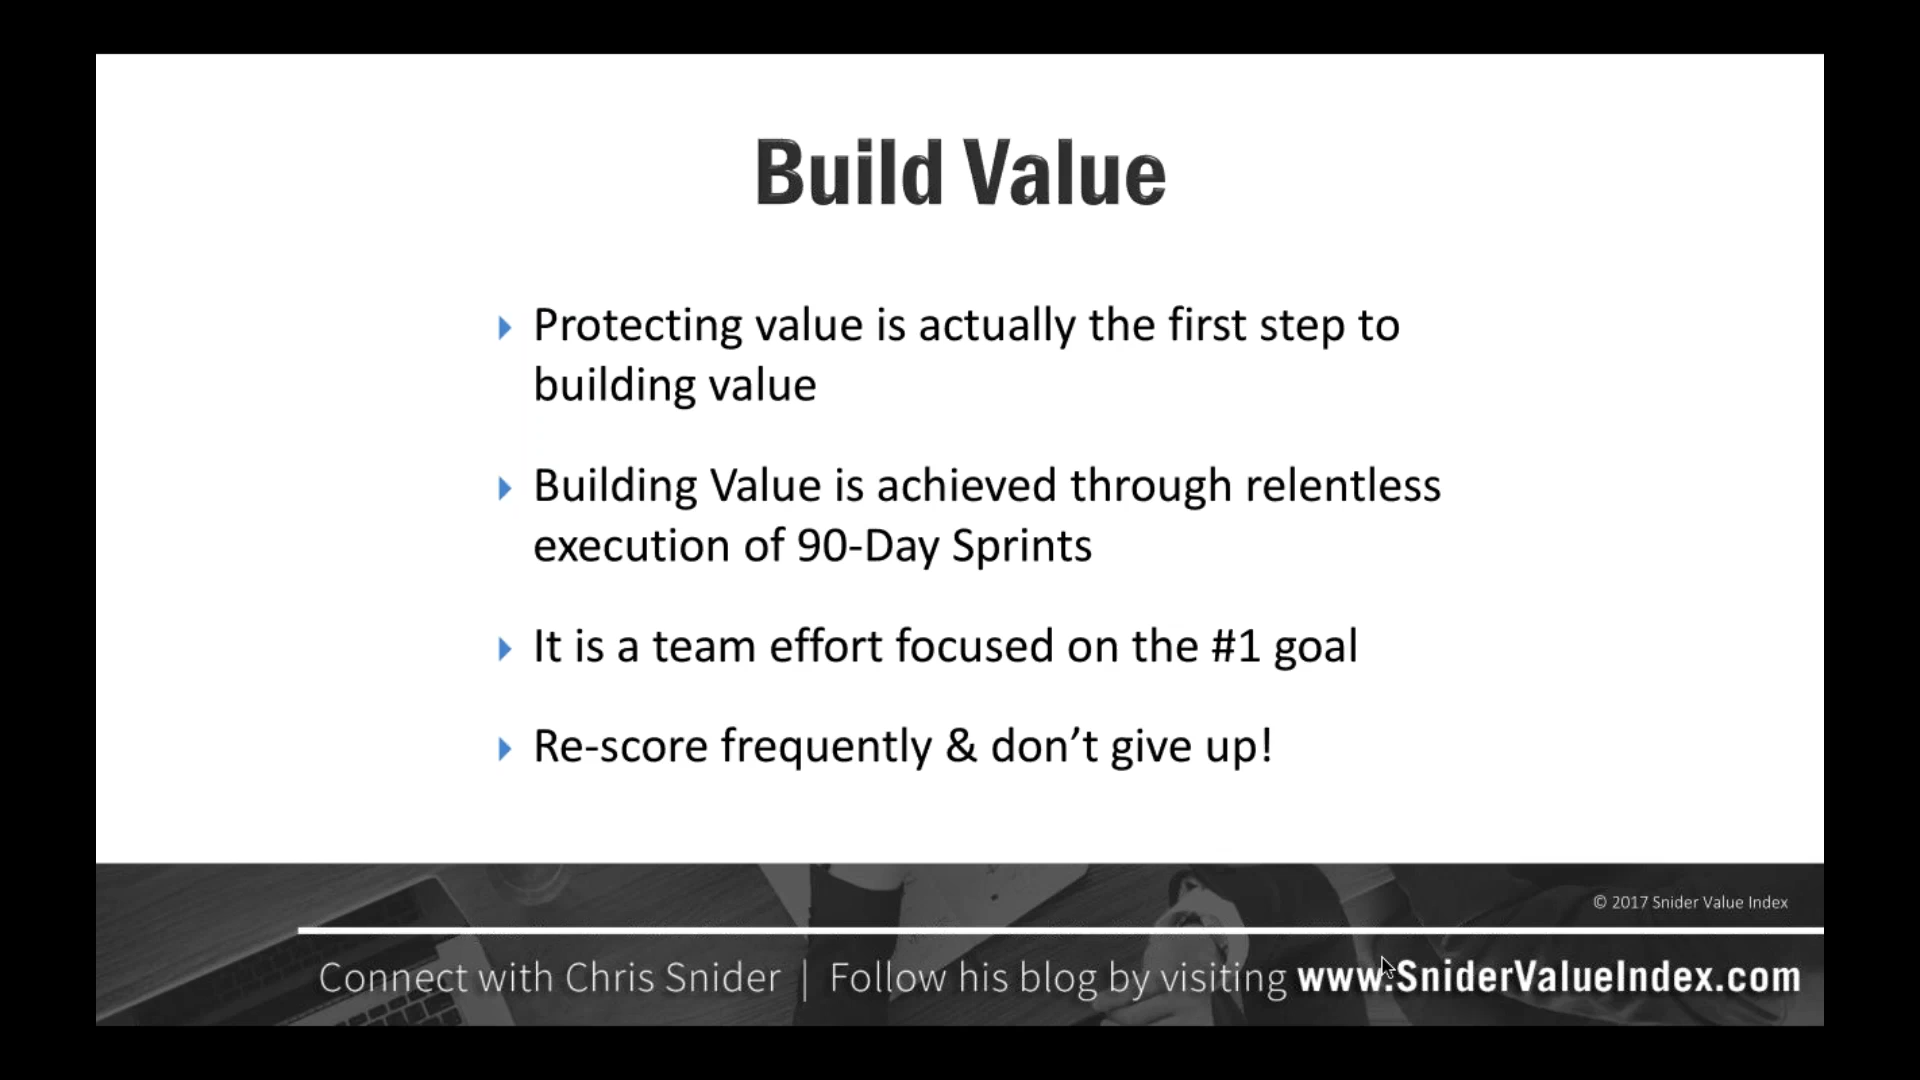 Build Value
Protecting value is actually the first step to
building value
Building Value is achieved through relentless
execution of 90-Day Sprints
It is a team effort focused on the #1 goal
Re-score frequently & don’t give up!
© 2017 Snider Value Index
Connect with Chris Snider | Follow his blog by visiting www.SniderValueIndex.com